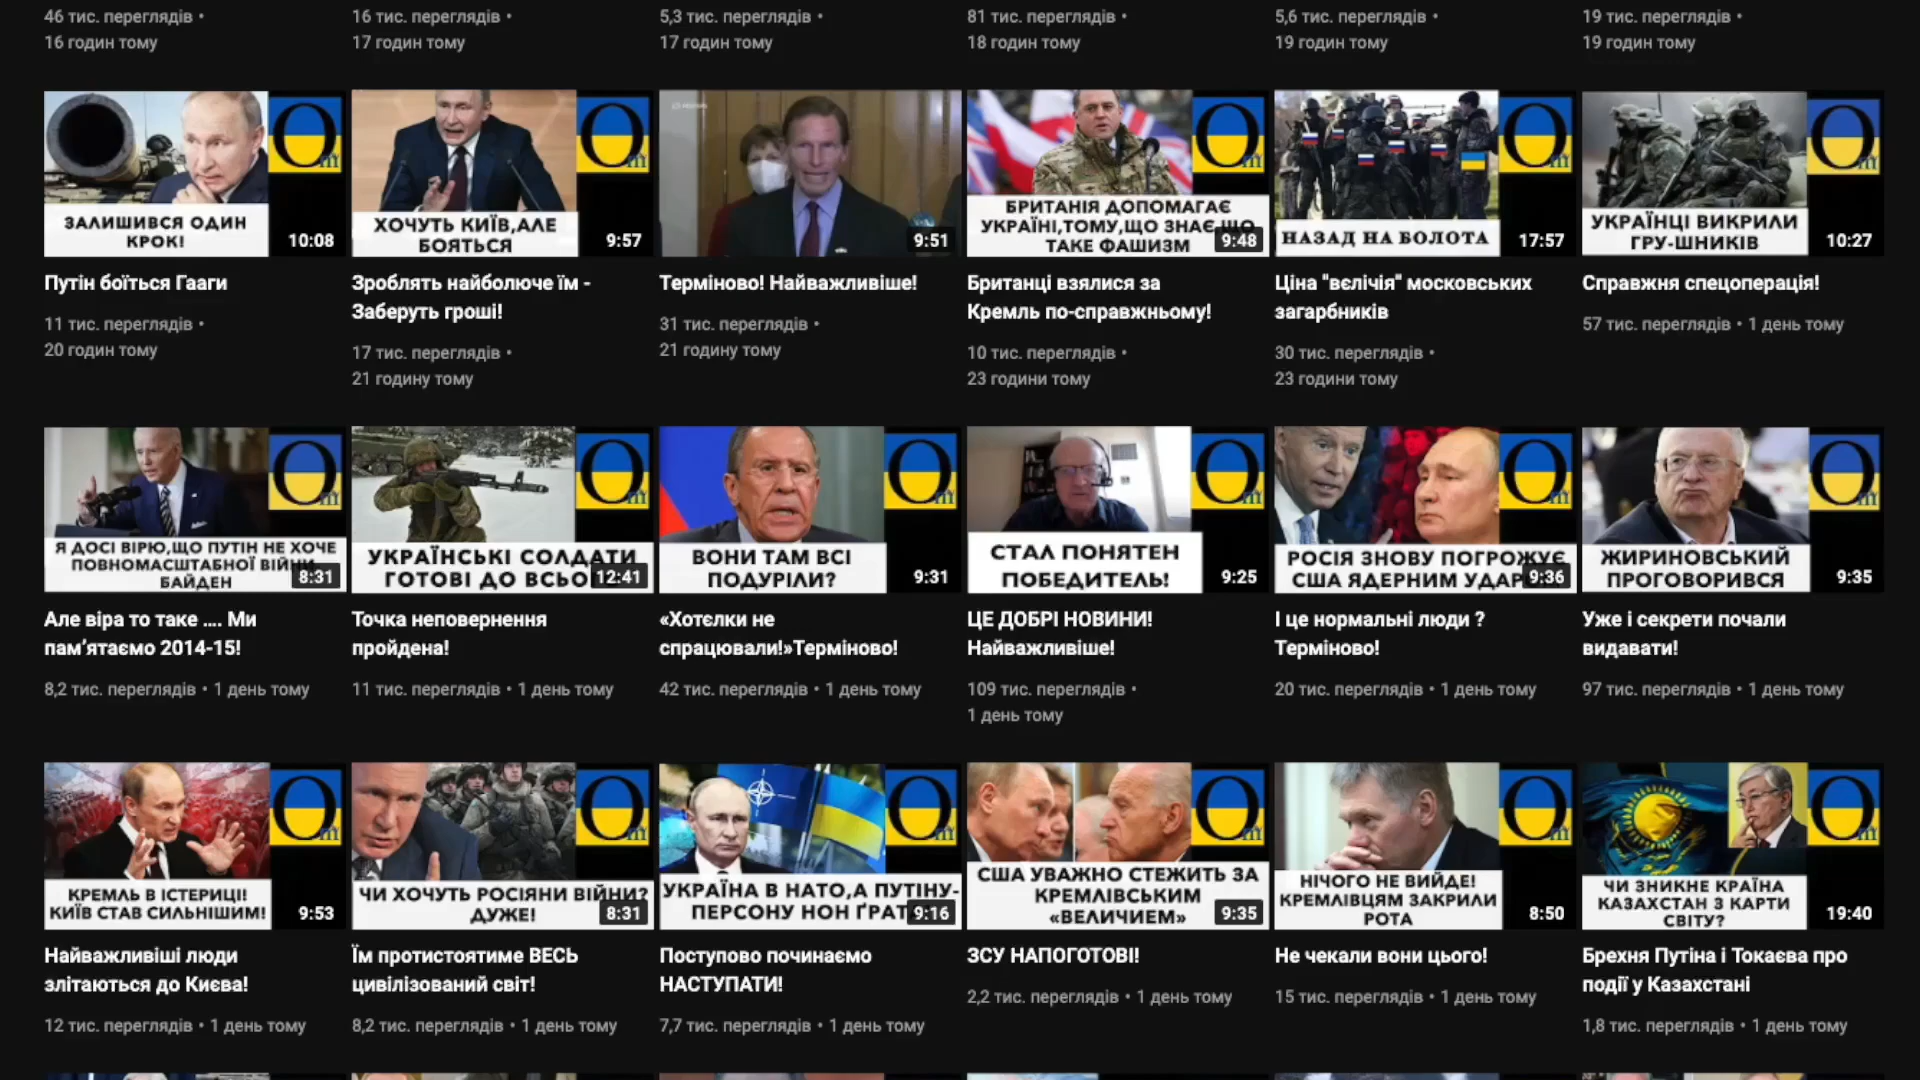 46 тис. переглядів •
16 годин тому
16 тис. переглядів •
17 годин тому
5,3 тис. переглядів •
17 годин тому
81 тис. переглядів •
18 годин тому
5,6 тис. переглядів •
19 годин тому
19 тис. переглядів •
19 годин тому
ЗАЛИШИВСЯ ОДИН
КРОК!
10:08
Путін боїться Гааги
11 тис. переглядів •
20 годин тому
ХОЧУТЬ КИЇВ,АЛЕ
БОЯТЬСЯ
9:57
Зроблять найболюче їм -
Заберуть гроші!
17 тис. переглядів •
21 годину тому
9:51
Терміново! Найважливіше!
31 тис. переглядів •
21 годину тому
БРИТАНІЯ ДОПОМАГАЄ
УКРАЇНІ,ТОМУ,ЩО ЗНАЄ,ЩО
ТАКЕ ФАШИЗМ
9:48
Британці взялися за
Кремль по-справжньому!
10 тис. переглядів •
23 години тому
НАЗАД НА БОЛОТА
17:57
Ціна "вєлічія" московських
загарбників
30 тис. переглядів •
23 години тому
УКРАЇНЦІ ВИКРИЛИ
ГРУ-ШНИКІВ
10:27
Справжня спецоперація!
57 тис. переглядів • 1 день тому
Я ДОСІ ВІРЮ,ЩО ПУТІН НЕ ХОЧЕ
ПОВНОМАСШТАБНОЇ ВІЙНИ
БАЙДЕН
8:31
Але віра то таке .... Ми
пам‘ятаємо 2014-15!
8,2 тис. переглядів • 1 день тому
УКРАЇНСЬКІ СОЛДАТИ
ГОТОВІ ДО ВСЬО
12:41
Точка неповернення
пройдена!
11 тис. переглядів • 1 день тому
ВОНИ ТАМ ВСІ
ПОДУРІЛИ?
9:31
«Хотєлки не
спрацювали!»Терміново!
42 тис. переглядів • 1 день тому
СТАЛ ПОНЯТЕН
ПОБЕДИТЕЛЬ!
9:25
ЦЕ ДОБРІ НОВИНИ!
Найважливіше!
109 тис. переглядів •
1 день тому
РОСІЯ ЗНОВУ ПОГРОЖУЄ
США ЯДЕРНИМ УДАР
9:36
І це нормальні люди ?
Терміново!
20 тис. переглядів • 1 день тому
ЖИРИНОВСЬКИЙ
ПРОГОВОРИВСЯ
9:35
Уже і секрети почали
видавати!
97 тис. переглядів • 1 день тому
КРЕМЛЬ В ІСТЕРИЦІ!
КИЇВ СТАВ СИЛЬНІШИМ!
9:53
Найважливіші люди
злітаються до Києва!
12 тис. переглядів • 1 день тому
ЧИ ХОЧУТЬ РОСІЯНИ ВІЙНИ?
ДУЖЕ!
8:31
Їм протистоятиме ВЕСЬ
цивілізований світ!
8,2 тис. переглядів • 1 день тому
УКРАЇНА В НАТО,А ПУТІНУ-
ПЕРСОНУ НОН ҐРАТ
9:16
Поступово починаємо
НАСТУПАТИ!
7,7 тис. переглядів • 1 день тому
США УВАЖНО СТЕЖИТЬ ЗА
КРЕМЛІВСЬКИМ
«ВЕЛИЧИЕМ»
9:35
ЗСУ НАПОГОТОВІ!
2,2 тис. переглядів • 1 день тому
НІЧОГО НЕ ВИЙДЕ!
КРЕМЛІВЦЯМ ЗАКРИЛИ
РОТА
8:50
Не чекали вони цього!
15 тис. переглядів • 1 день тому
ЧИ ЗНИКНЕ КРАЇНА
КАЗАХСТАН З КАРТИ
СВІТУ?
19:40
Брехня Путіна і Токаєва про
події у Казахстані
1,8 тис. переглядів • 1 день тому